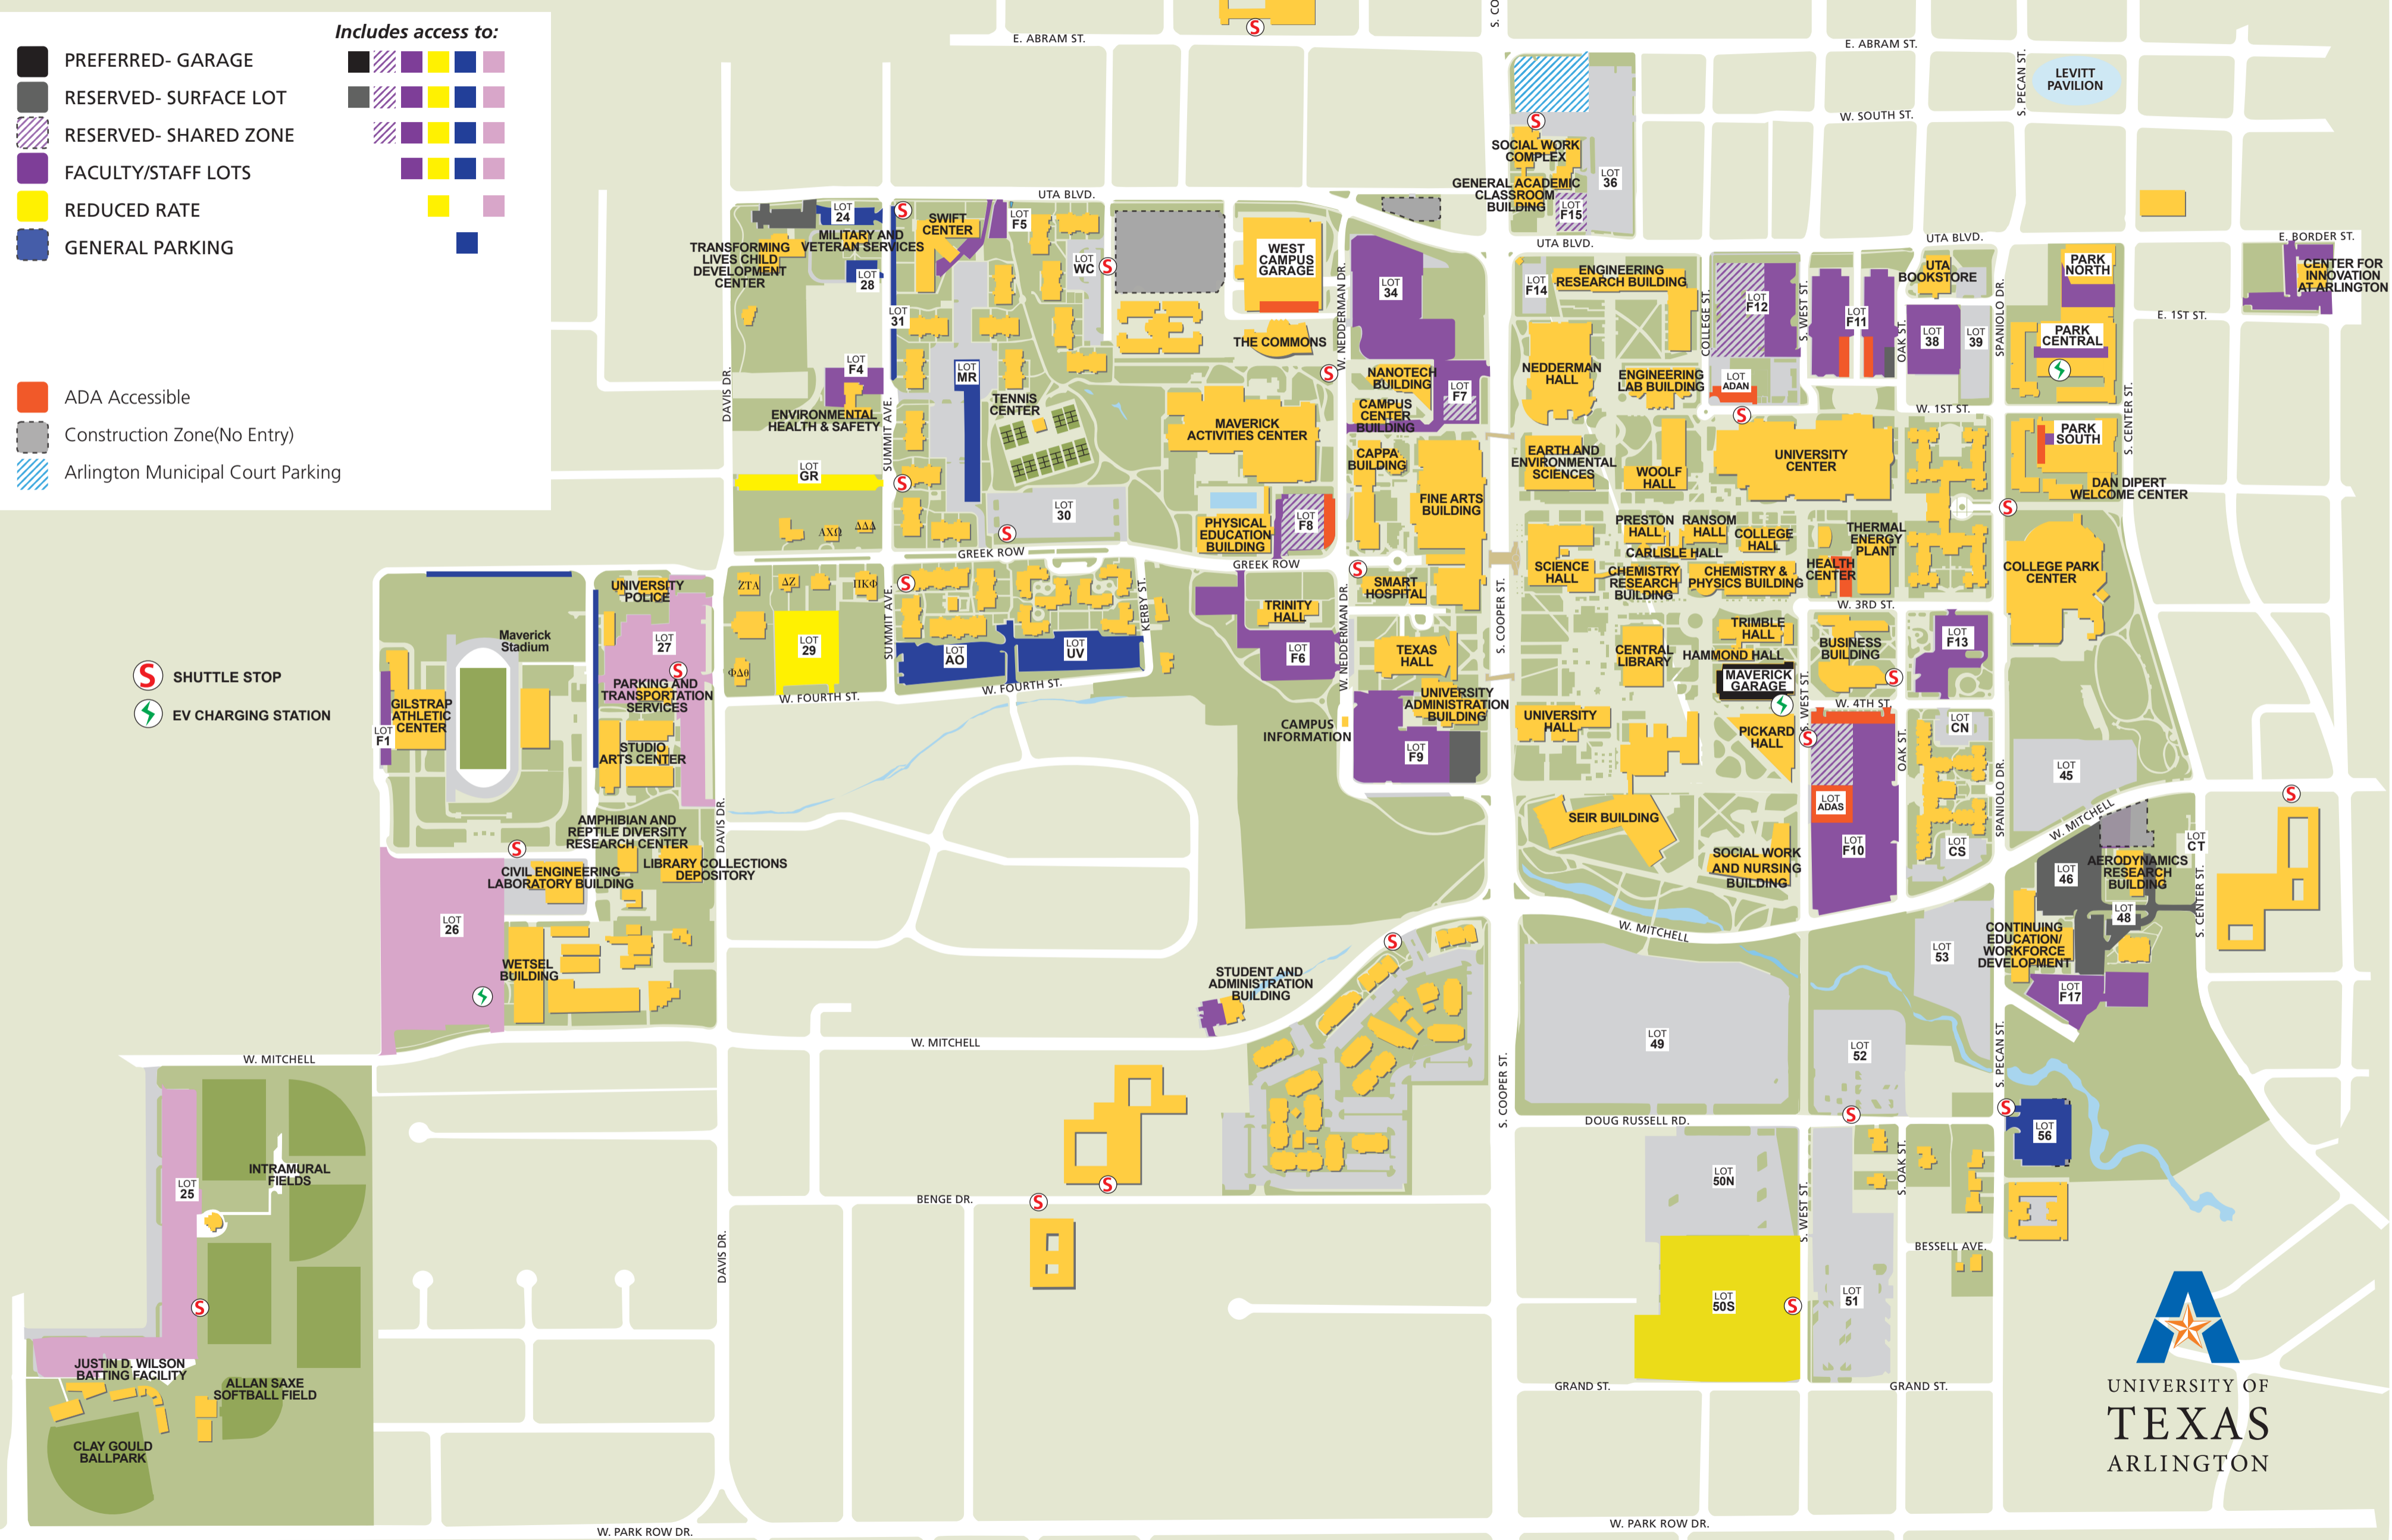 Includes access to:
PREFERRED- GARAGE
RESERVED- SURFACE LOT
RESERVED- SHARED ZONE
FACULTY/STAFF LOTS
REDUCED RATE
GENERAL PARKING
ADA Accessible
Construction Zone(No Entry)
Arlington Municipal Court Parking
S SHUTTLE STOP
EV CHARGING STATION
E. ABRAM ST.
S
S. CO
E. ABRAM ST.
S. PECAN ST.
LEVITT
PAVILION
W. SOUTH ST.
S
SOCIAL WORK
COMPLEX
GENERAL ACADEMIC
CLASSROOM
BUILDING
LOT
36
LOT
F15
UTA BLVD.
UTA BLVD.
UTA BLVD.
E. BORDER ST.
LOT
24
S
SWIFT
CENTER
LOT
F5
MILITARY AND
VETERAN SERVICES
TRANSFORMING
LIVES CHILD
DEVELOPMENT
CENTER
LOT
28
LOT
WC
S
WEST
CAMPUS
GARAGE
W. NEDDERMAN DR.
LOT
34
LOT
F14
ENGINEERING
RESEARCH BUILDING
COLLEGE ST.
LOT
F12
S. WEST ST.
LOT
F11
OAK ST.
UTA
BOOKSTORE
LOT
38
LOT
39
SPANIOLO DR.
PARK
NORTH
CENTER FOR
INNOVATION
AT ARLINGTON
E. 1ST ST.
PARK
CENTRAL
LOT
31
THE COMMONS
S
NANOTECH
BUILDING
LOT
F7
NEDDERMAN
HALL
ENGINEERING
LAB BUILDING
LOT
ADAN
S
W. 1ST ST.
S. CENTER ST.
DAVIS DR.
LOT
F4
ENVIRONMENTAL
HEALTH & SAFETY
SUMMIT AVE.
LOT
MR
TENNIS
CENTER
MAVERICK
ACTIVITIES CENTER
CAMPUS
CENTER
BUILDING
CAPPA
BUILDING
EARTH AND
ENVIRONMENTAL
SCIENCES
WOOLF
HALL
UNIVERSITY
CENTER
PARK
SOUTH
DAN DIPERT
WELCOME CENTER
S
LOT
GR
S
LOT
30
S
PHYSICAL
EDUCATION
BUILDING
LOT
F8
FINE ARTS
BUILDING
PRESTON
HALL
RANSOM
HALL
COLLEGE
HALL
CARLISLE HALL
THERMAL
ENERGY
PLANT
ΑΧΩ
ΔΔΔ
GREEK ROW
GREEK ROW
S
SMART
HOSPITAL
SCIENCE
HALL
CHEMISTRY
RESEARCH
BUILDING
CHEMISTRY &
PHYSICS BUILDING
HEALTH
CENTER
COLLEGE PARK
CENTER
S. COOPER ST.
W. 3RD ST.
UNIVERSITY
POLICE
ΖΤΑ
ΔΖ
ΠΚΦ
S
KERBY ST.
TRINITY
HALL
W. NEDDERMAN DR.
Maverick
Stadium
LOT
27
S
LOT
29
SUMMIT AVE.
LOT
AO
LOT
UV
LOT
F6
TEXAS
HALL
CENTRAL
LIBRARY
TRIMBLE
HALL
HAMMOND HALL
BUSINESS
BUILDING
LOT
F13
S
MAVERICK
GARAGE
ΦΔθ
PARKING AND
TRANSPORTATION
SERVICES
W. FOURTH ST.
W. FOURTH ST.
GILSTRAP
ATHLETIC
CENTER
LOT
F1
STUDIO
ARTS CENTER
CAMPUS
INFORMATION
UNIVERSITY
ADMINISTRATION
BUILDING
LOT
F9
UNIVERSITY
HALL
PICKARD
HALL
S. WEST ST.
S
W. 4TH ST.
OAK ST.
LOT
CN
LOT
45
S
LOT
ADAS
LOT
F10
LOT
CS
SPANIOLO DR.
W. MITCHELL
LOT
CT
AMPHIBIAN AND
REPTILE DIVERSITY
RESEARCH CENTER
DAVIS DR.
S
CIVIL ENGINEERING
LABORATORY BUILDING
LIBRARY COLLECTIONS
DEPOSITORY
SEIR BUILDING
SOCIAL WORK
AND NURSING
BUILDING
LOT
46
AERODYNAMICS
RESEARCH
BUILDING
LOT
48
S. CENTER ST.
LOT
26
WETSEL
BUILDING
S
W. MITCHELL
LOT
53
CONTINUING
EDUCATION/
WORKFORCE
DEVELOPMENT
LOT
F17
STUDENT AND
ADMINISTRATION
BUILDING
W. MITCHELL
W. MITCHELL
LOT
49
LOT
52
S. PECAN ST.
S. COOPER ST.
DOUG RUSSELL RD.
S
S
LOT
56
LOT
25
INTRAMURAL
FIELDS
S
S
BENGE DR.
LOT
50N
S. WEST ST.
S. OAK ST.
BESSELL AVE.
DAVIS DR.
S
LOT
50S
S
LOT
51
GRAND ST.
GRAND ST.
JUSTIN D. WILSON
BATTING FACILITY
ALLAN SAXE
SOFTBALL FIELD
CLAY GOULD
BALLPARK
UNIVERSITY OF
TEXAS
ARLINGTON
W. PARK ROW DR.
W. PARK ROW DR.